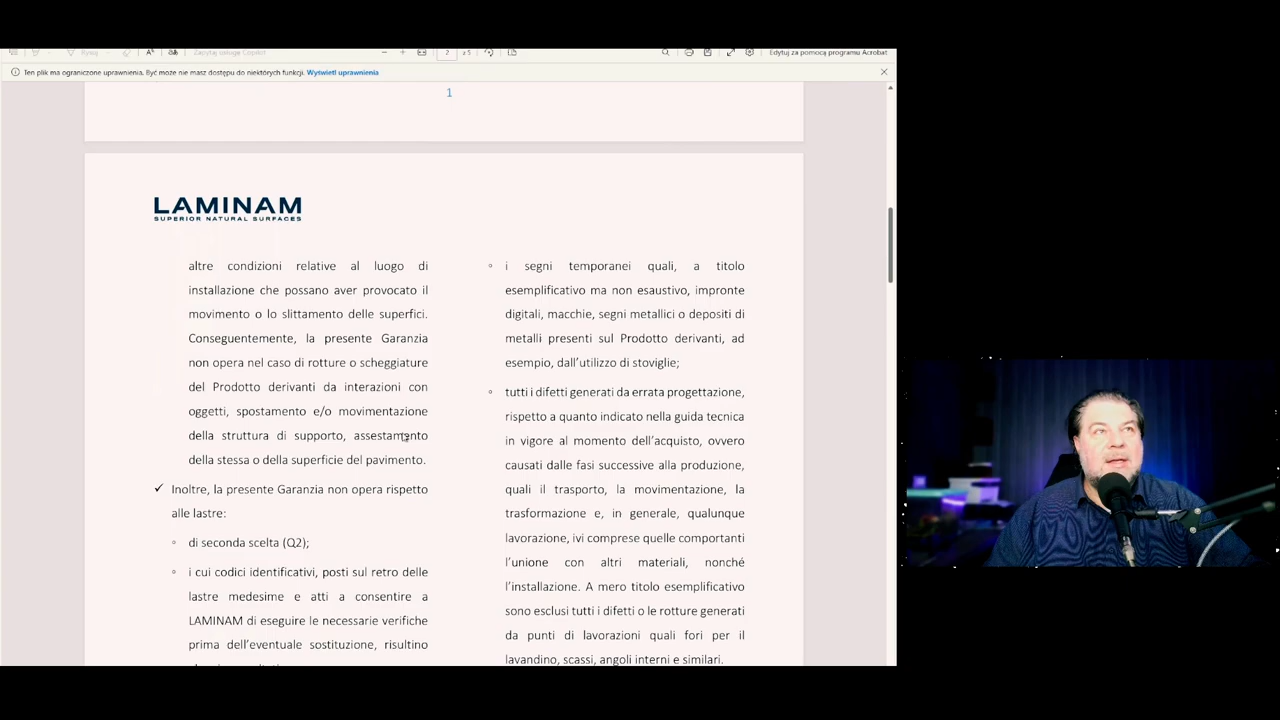 2 z 5
Edytuj za pomocą programu Acrobat
Ten plik ma ograniczone uprawnienia. Być może nie masz dostępu do niektórych funkcji. Wyświetl uprawnienia
1
LAMINAM
SUPERIOR NATURAL SURFACES
altre condizioni relative al luogo di
installazione che possano aver provocato il
movimento o lo slittamento delle superfici.
Conseguentemente, la presente Garanzia
non opera nel caso di rotture o scheggiature
del Prodotto derivanti da interazioni con
oggetti, spostamento e/o movimentazione
della struttura di supporto, assestamento
della stessa o della superficie del pavimento.
✓ Inoltre, la presente Garanzia non opera rispetto
alle lastre:
◦ di seconda scelta (Q2);
◦ i cui codici identificativi, posti sul retro delle
lastre medesime e atti a consentire a
LAMINAM di eseguire le necessarie verifiche
prima dell’eventuale sostituzione, risultino
◦ i segni temporanei quali, a titolo
esemplificativo ma non esaustivo, impronte
digitali, macchie, segni metallici o depositi di
metalli presenti sul Prodotto derivanti, ad
esempio, dall’utilizzo di stoviglie;
◦ tutti i difetti generati da errata progettazione,
rispetto a quanto indicato nella guida tecnica
in vigore al momento dell’acquisto, ovvero
causati dalle fasi successive alla produzione,
quali il trasporto, la movimentazione, la
trasformazione e, in generale, qualunque
lavorazione, ivi comprese quelle comportanti
l’unione con altri materiali, nonché
l’installazione. A mero titolo esemplificativo
sono esclusi tutti i difetti o le rotture generati
da punti di lavorazioni quali fori per il
lavandino, scassi, angoli interni e similari.